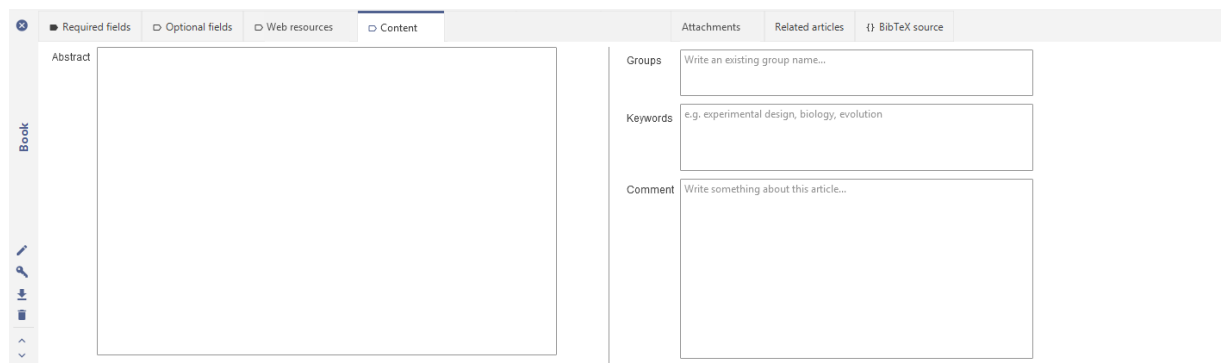 Required fields
Optional fields
Web resources
Content
Attachments
Related articles
{} BibTeX source
Book
Abstract
Groups
Write an existing group name...
Keywords
e.g. experimental design, biology, evolution
Comment
Write something about this article...